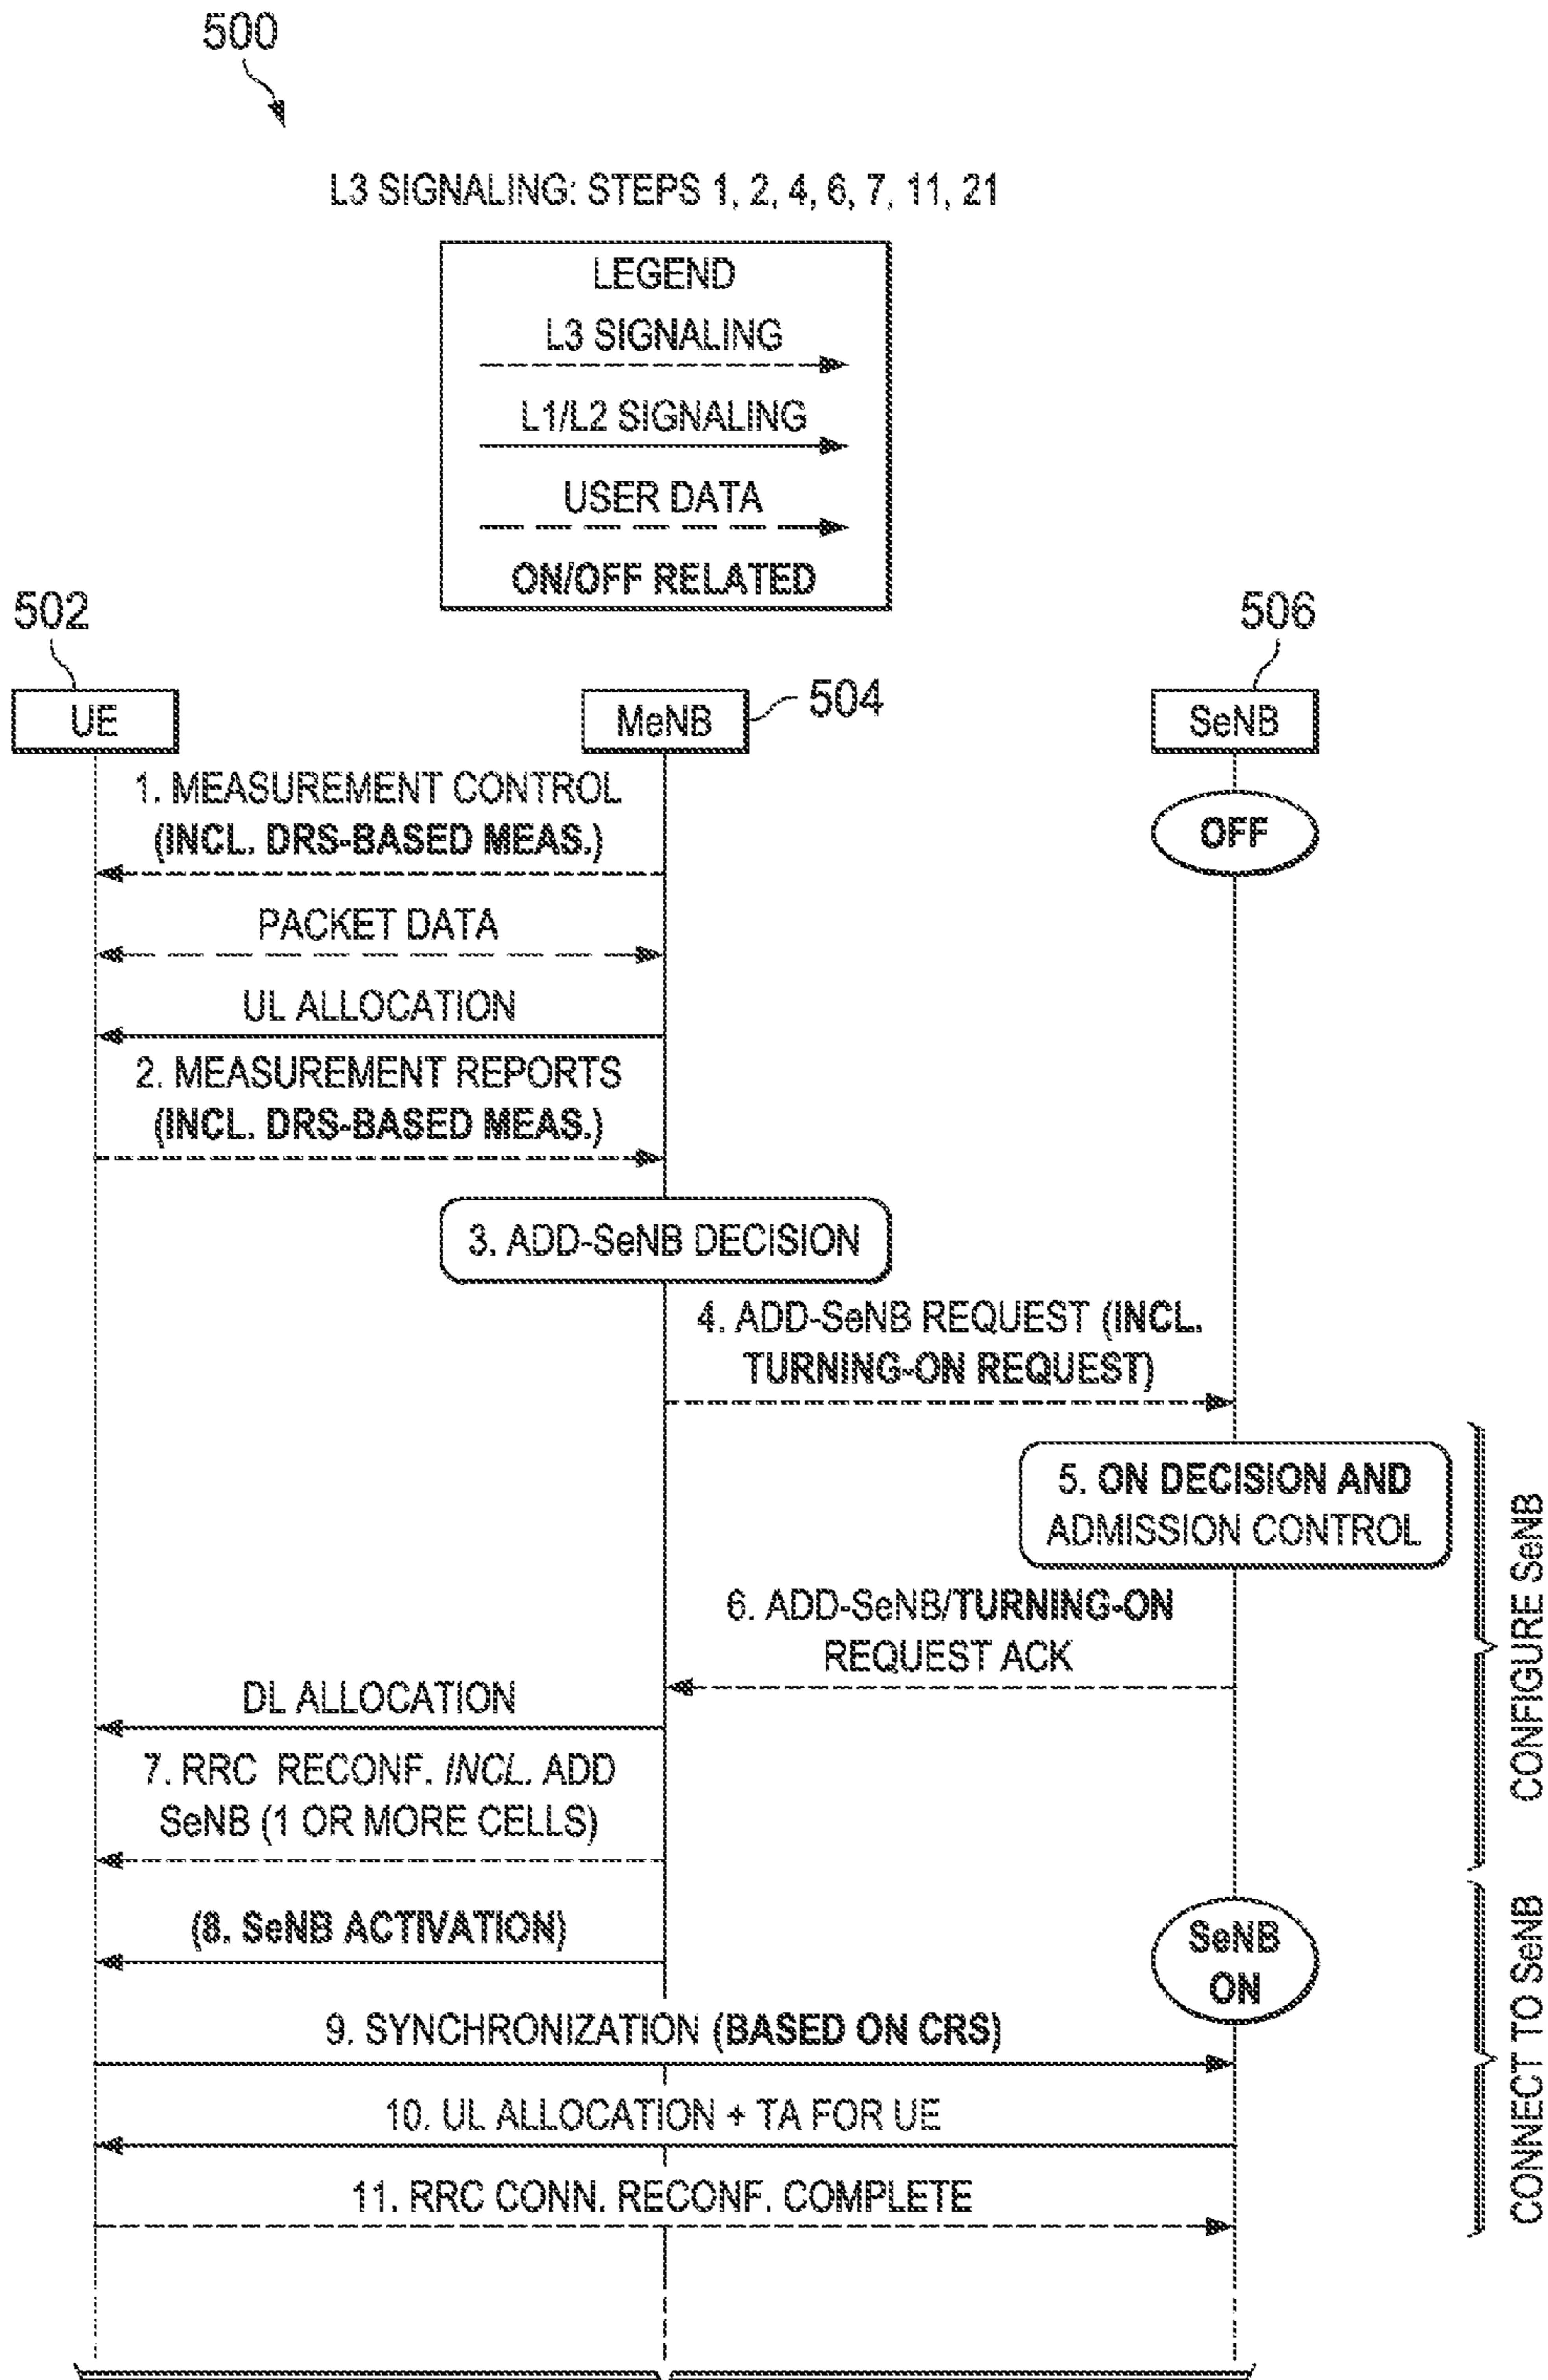 500
L3 SIGNALING: STEPS 1, 2, 4, 6, 7, 11, 21
LEGEND
L3 SIGNALING
L1/L2 SIGNALING
USER DATA
ON/OFF RELATED
502
506
UE
MeNB
504
SeNB
1. MEASUREMENT CONTROL
(INCL. DRS-BASED MEAS.)
OFF
PACKET DATA
UL ALLOCATION
2. MEASUREMENT REPORTS
(INCL. DRS-BASED MEAS.)
3. ADD-SeNB DECISION
4. ADD-SeNB REQUEST (INCL.
TURNING-ON REQUEST)
5. ON DECISION AND
ADMISSION CONTROL
6. ADD-SeNB/TURNING-ON
REQUEST ACK
CONFIGURE SeNB
DL ALLOCATION
7. RRC RECONF. INCL. ADD
SeNB (1 OR MORE CELLS)
(8. SeNB ACTIVATION)
SeNB
ON
9. SYNCHRONIZATION (BASED ON CRS)
10. UL ALLOCATION + TA FOR UE
11. RRC CONN. RECONF. COMPLETE
CONNECT TO SeNB